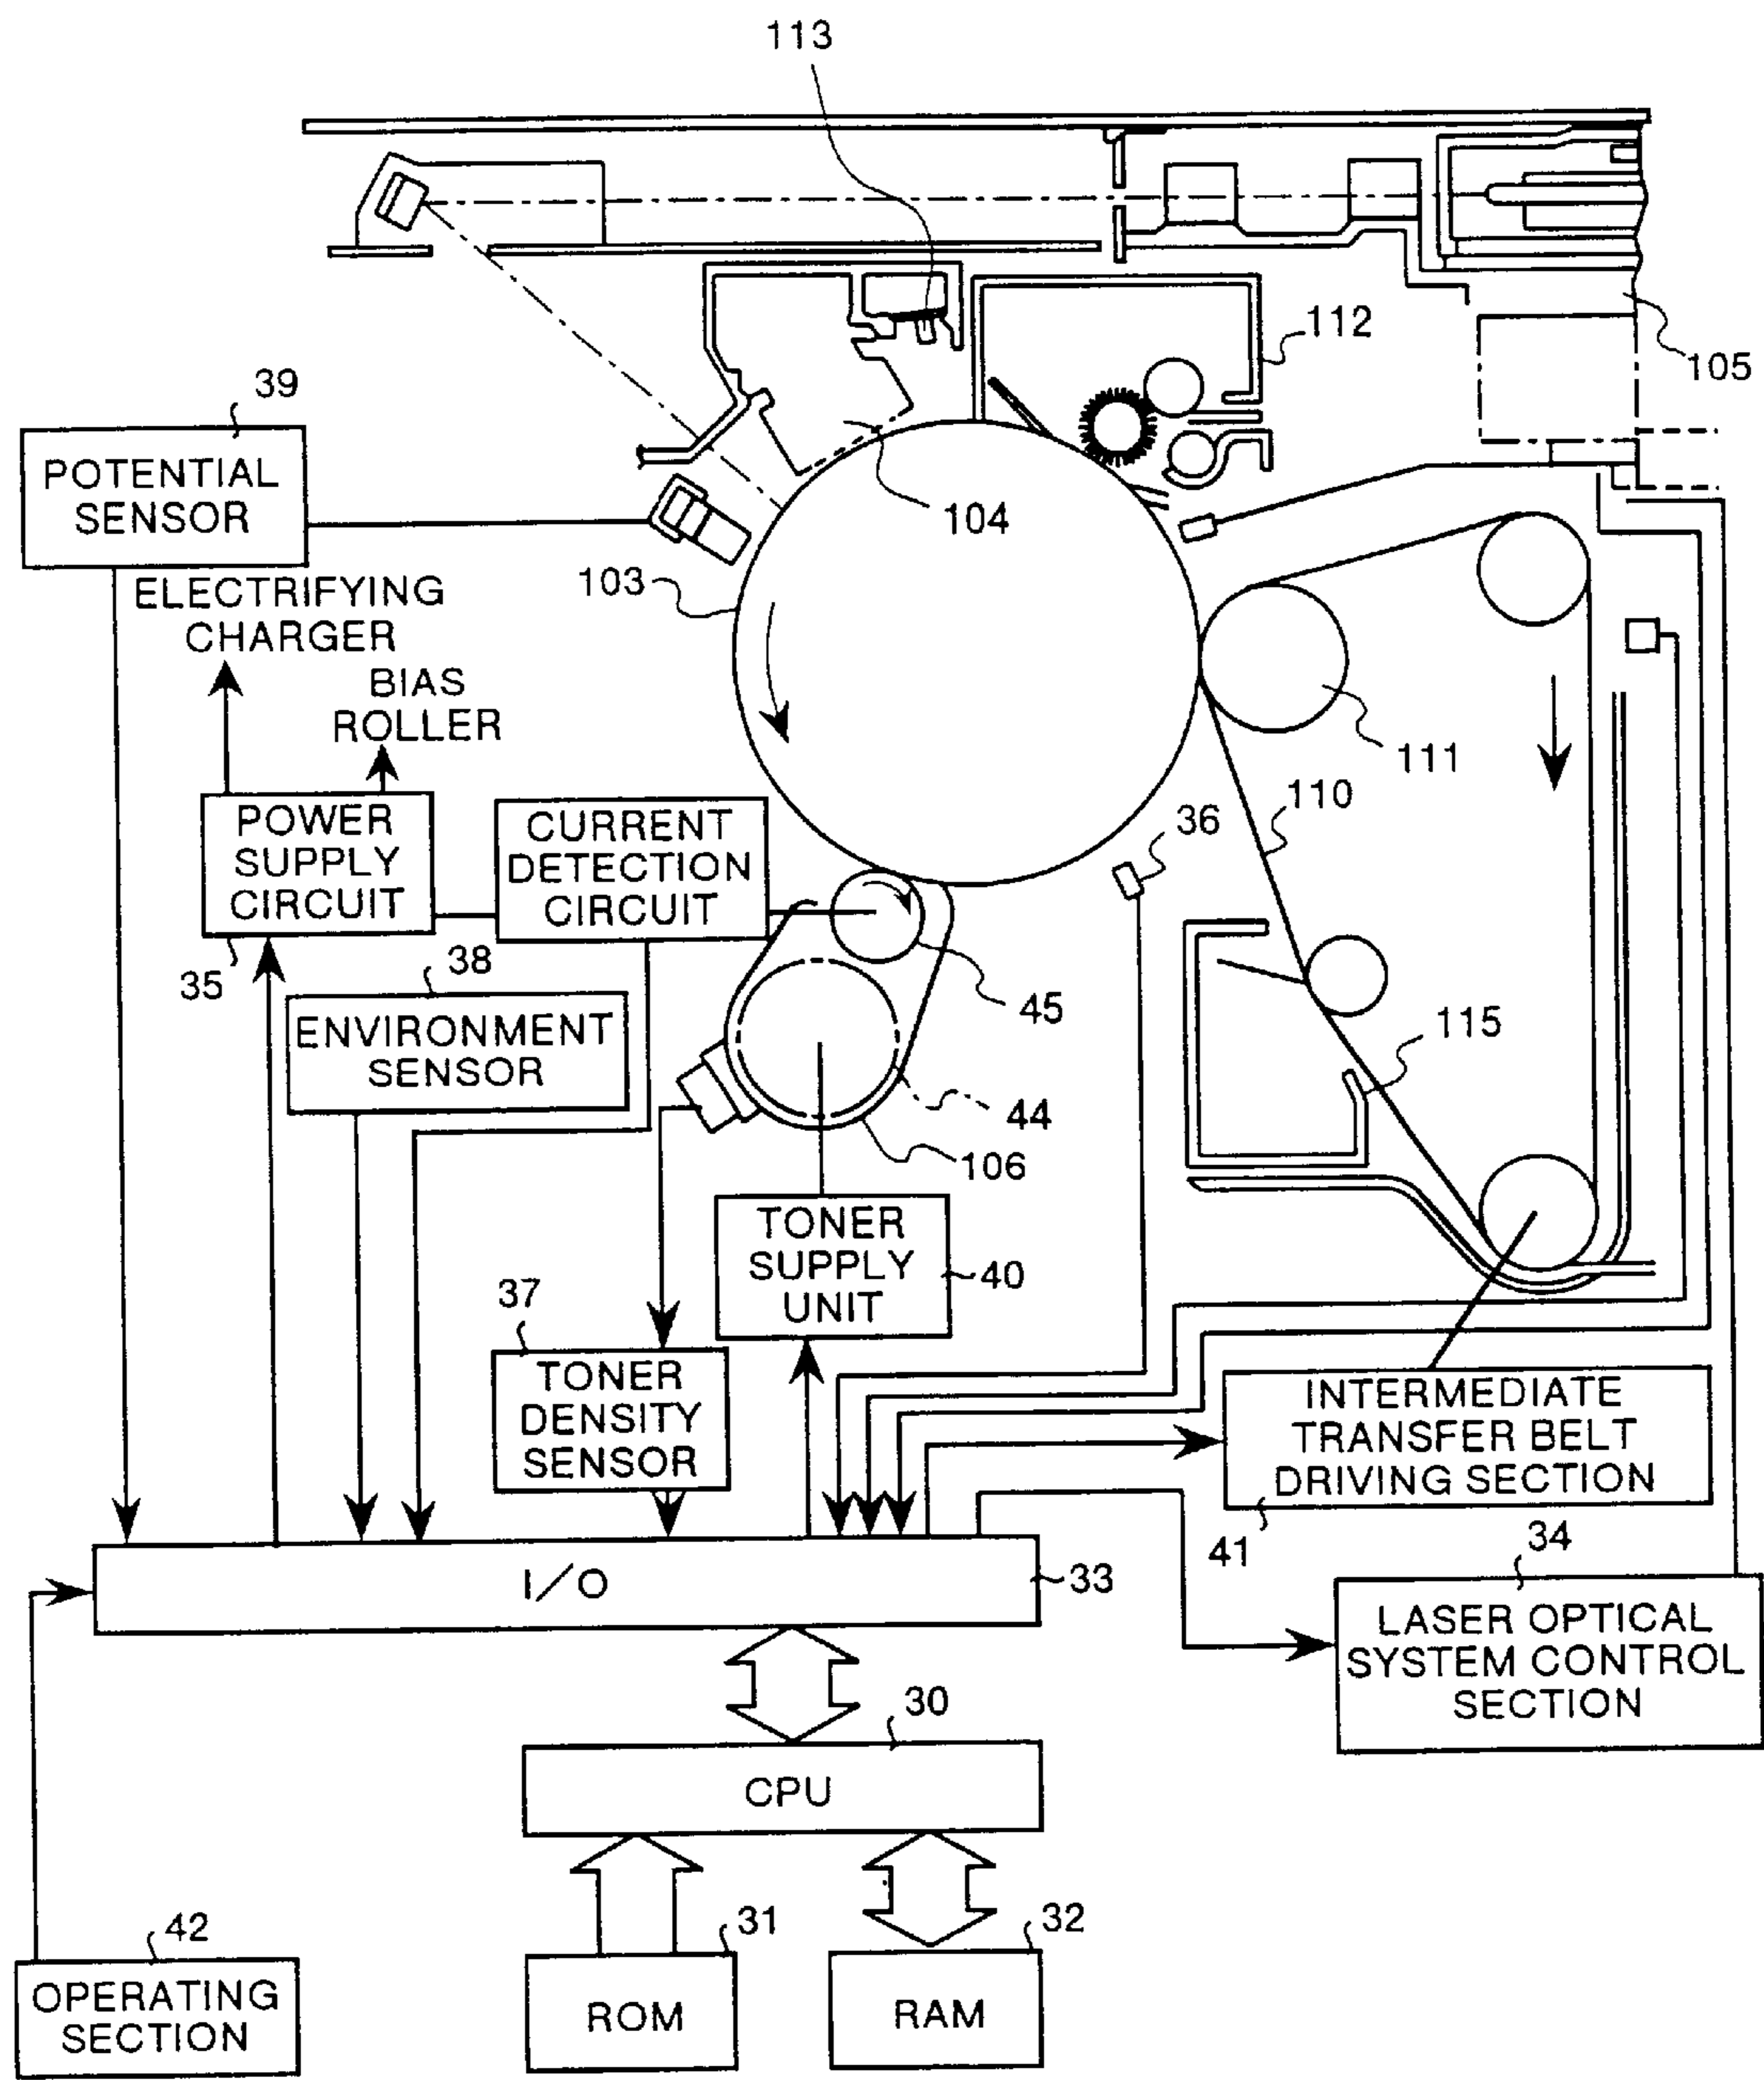 113
112
105
39
POTENTIAL
SENSOR
104
103
ELECTRIFYING
CHARGER
BIAS
ROLLER
111
110
36
POWER
SUPPLY
CIRCUIT
CURRENT
DETECTION
CIRCUIT
35
38
45
ENVIRONMENT
SENSOR
115
44
106
TONER
SUPPLY
UNIT
40
37
TONER
DENSITY
SENSOR
INTERMEDIATE
TRANSFER BELT
DRIVING SECTION
41
34
I/O
33
LASER OPTICAL
SYSTEM CONTROL
SECTION
30
CPU
42
31
32
OPERATING
SECTION
ROM
RAM